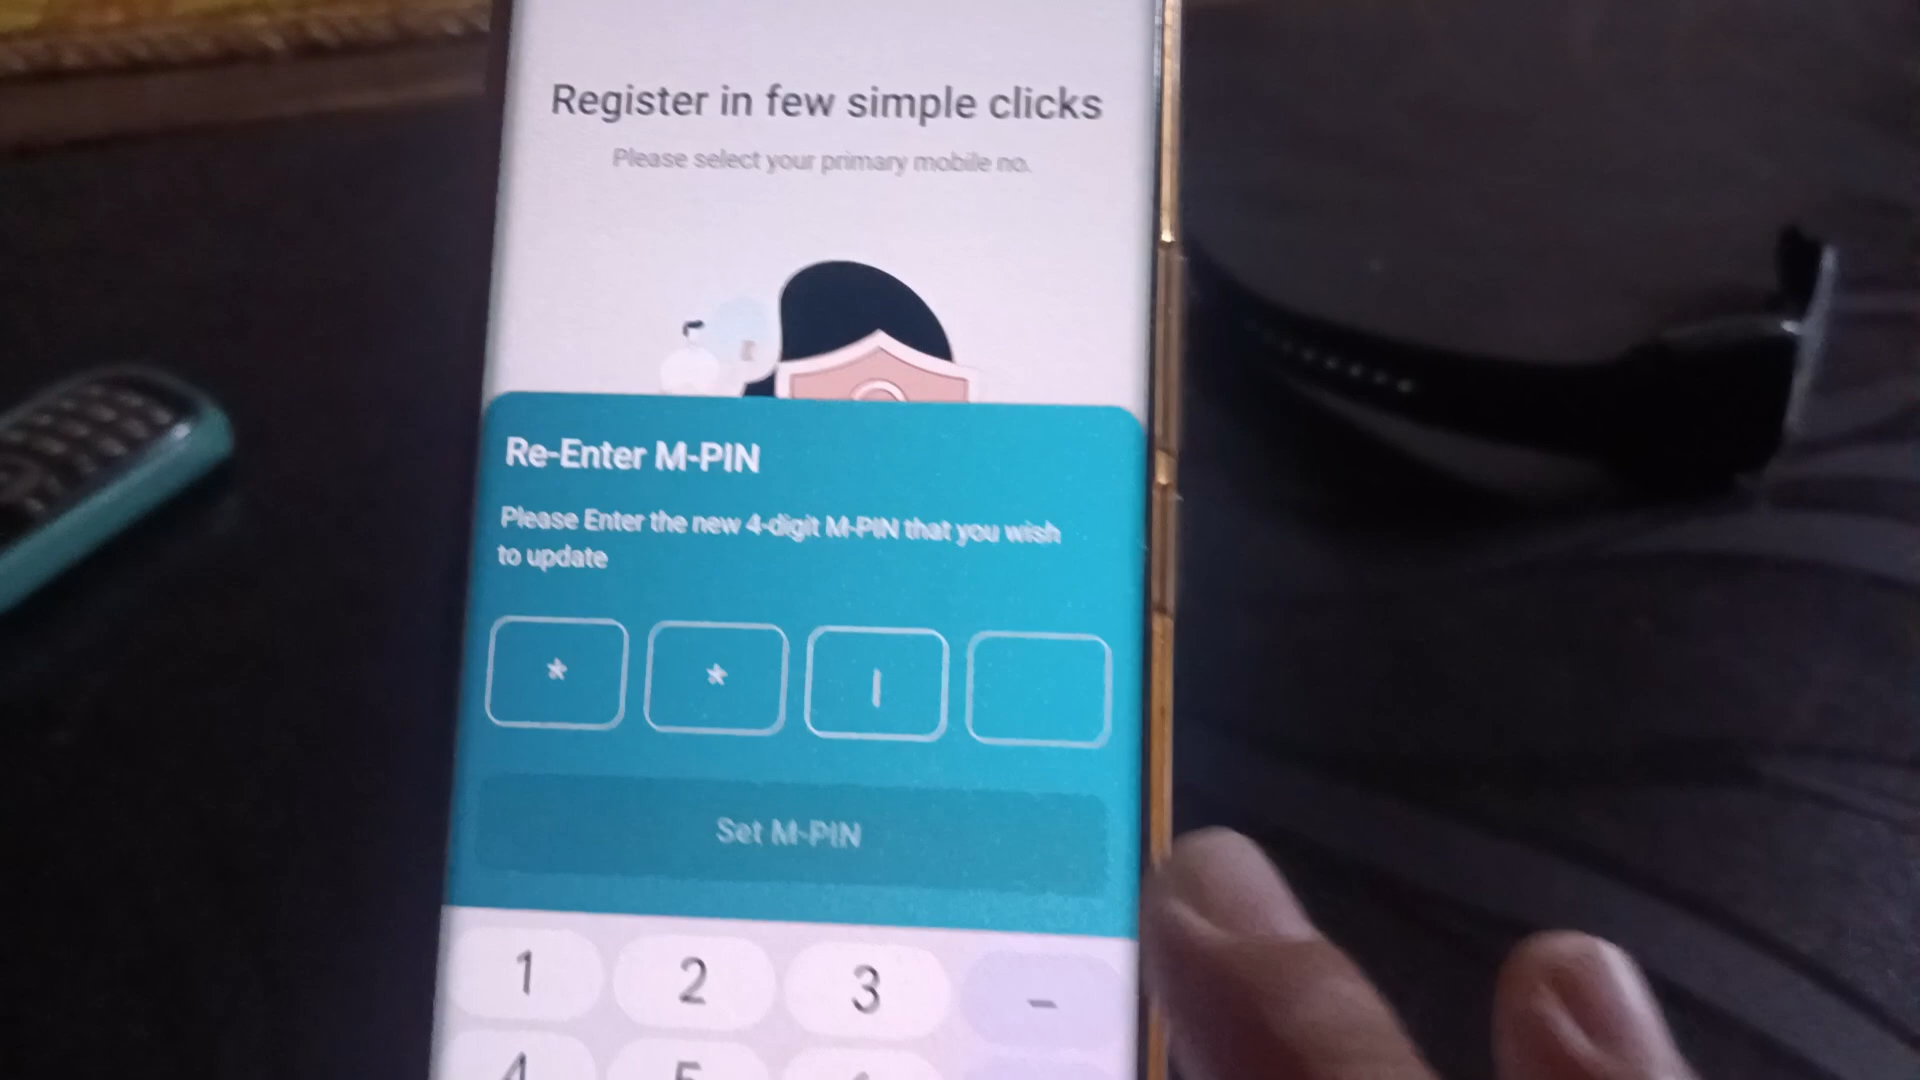 Register in few simple clicks
Please select your primary mobile no.
Re-Enter M-PIN
Please Enter the new 4-digit M-PIN that you wish
to update
* *
Set M-PIN
1 2 3 –
4 5